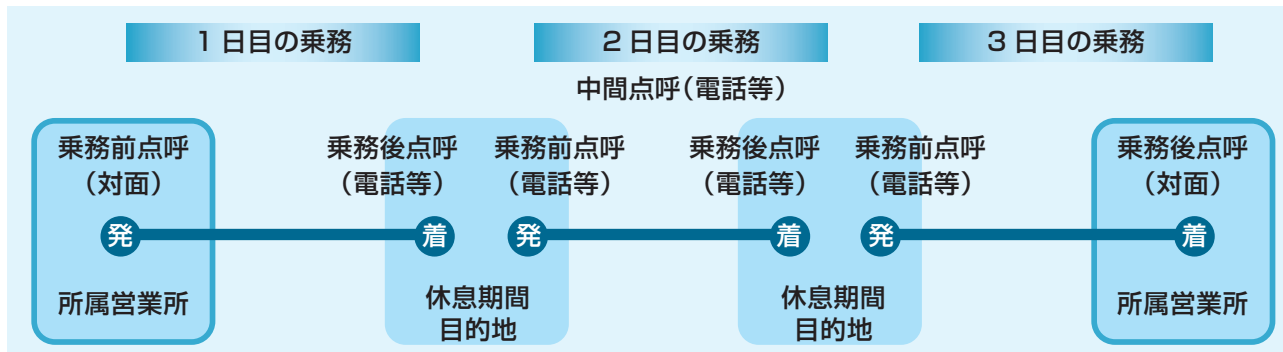 1日目の乗務
2日目の乗務
3日目の乗務
中間点呼(電話等)
乗務前点呼
(対面)
乗務後点呼
(電話等)
乗務前点呼
(電話等)
乗務後点呼
(電話等)
乗務前点呼
(電話等)
乗務後点呼
(対面)
発
着
発
着
発
着
所属営業所
休息期間
目的地
休息期間
目的地
所属営業所